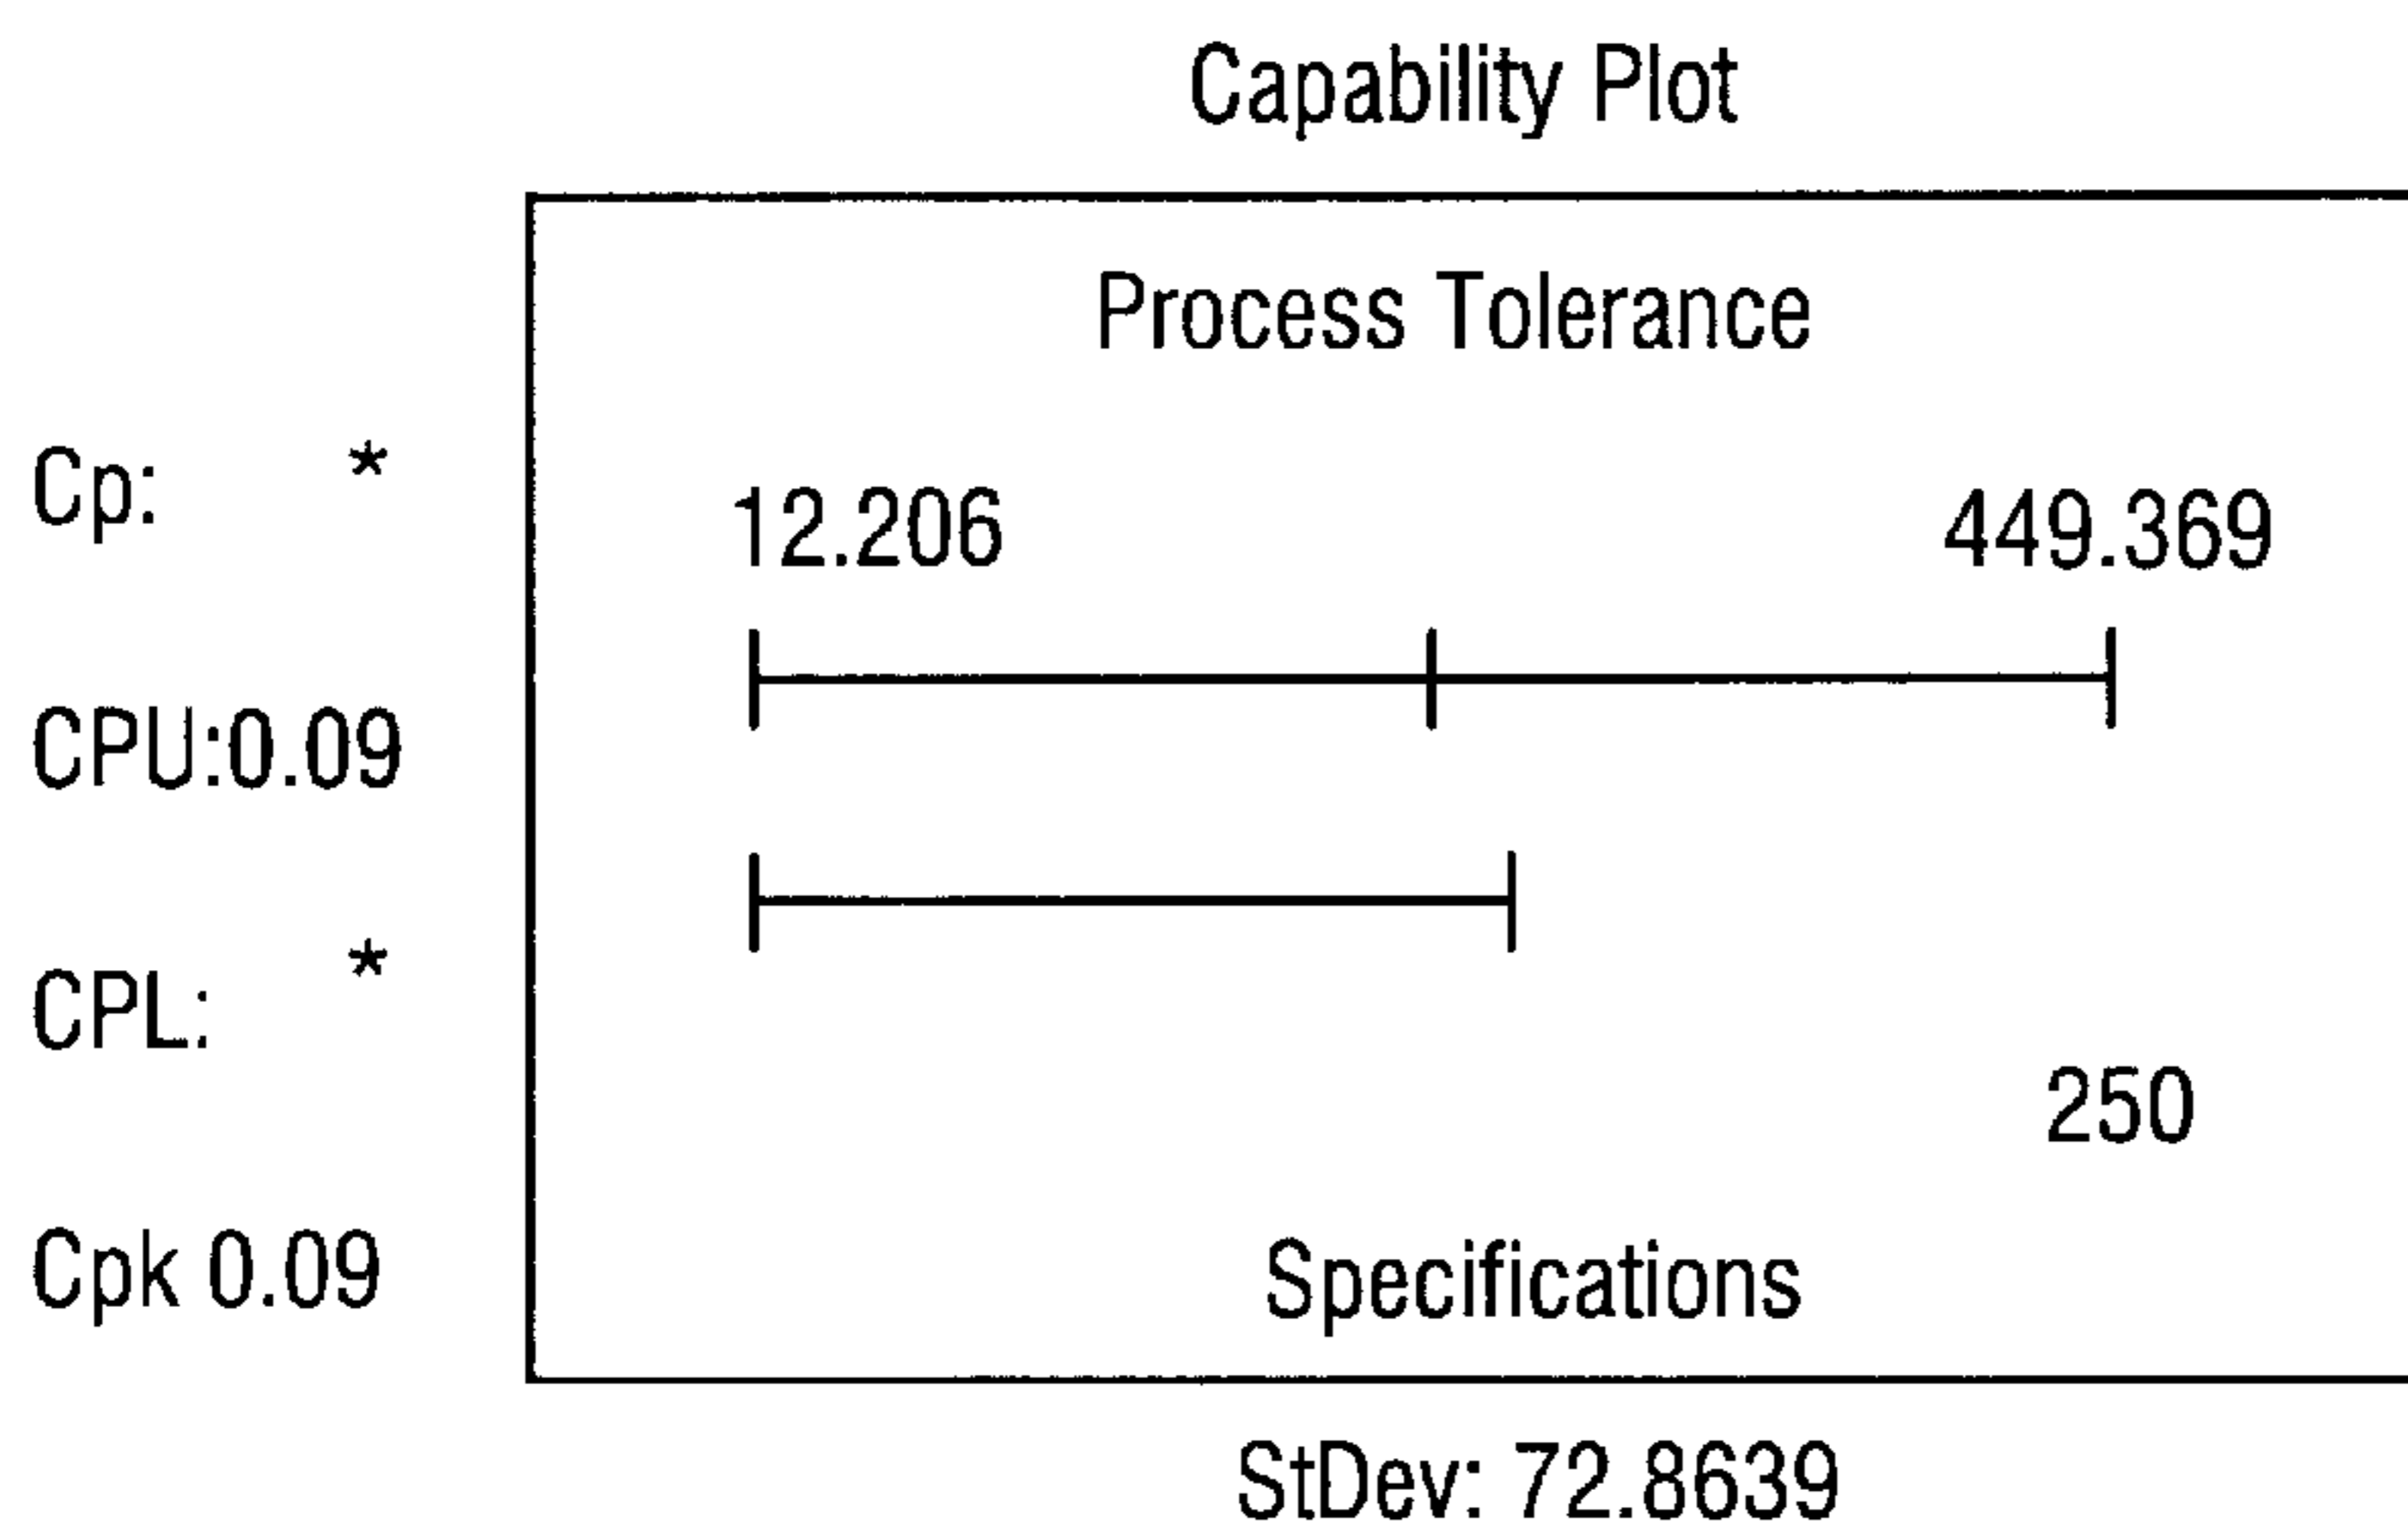 Capability Plot
Process Tolerance
Cp: *
12.206 449.369
CPU:0.09
CPL: *
250
Cpk 0.09
Specifications
StDev: 72.8639